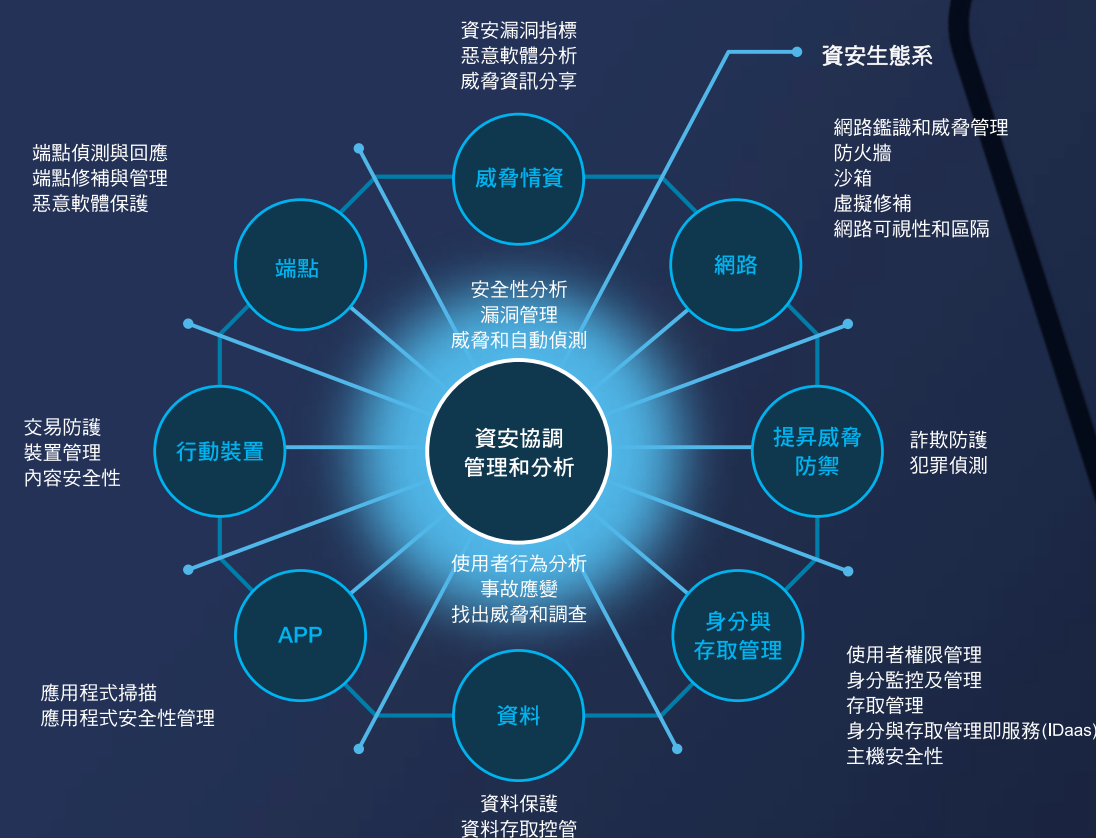 資安漏洞指標
惡意軟體分析
威脅資訊分享
資安生態系
威脅情資
網路鑑識和威脅管理
防火牆
沙箱
虛擬修補
網路可視性和區隔
網路
提昇威脅
防禦
詐欺防護
犯罪偵測
身分與
存取管理
使用者權限管理
身分監控及管理
存取管理
身分與存取管理即服務(IDaas)
主機安全性
資料
資料保護
資料存取控管
APP
應用程式掃描
應用程式安全性管理
行動裝置
交易防護
裝置管理
內容安全性
端點
端點偵測與回應
端點修補與管理
惡意軟體保護
安全性分析
漏洞管理
威脅和自動偵測
資安協調
管理和分析
使用者行為分析
事故應變
找出威脅和調查